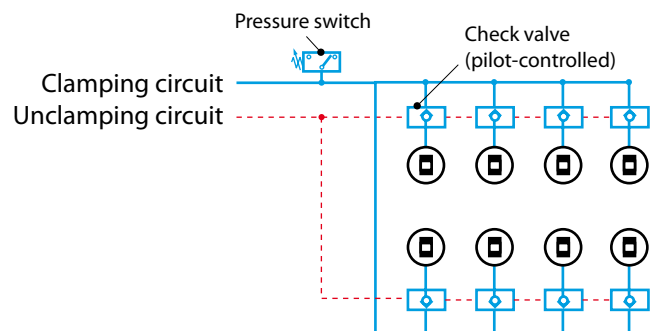 Pressure switch
Check valve
(pilot-controlled)
Clamping circuit
Unclamping circuit